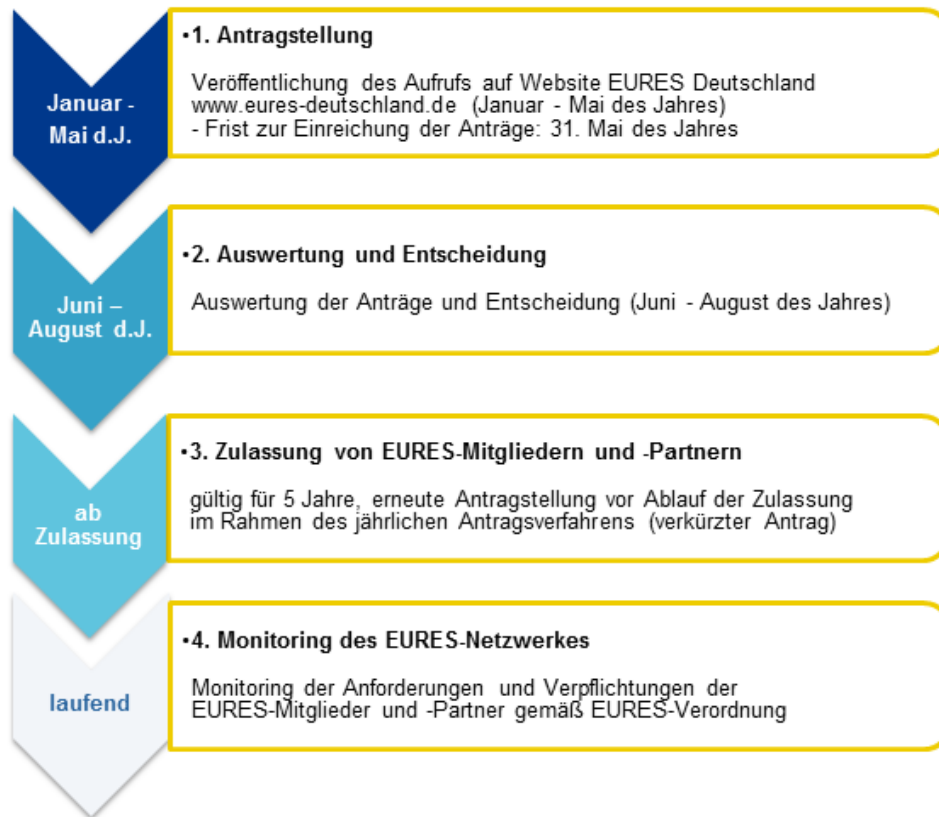 Januar -
Mai d.J.
•1. Antragstellung
Veröffentlichung des Aufrufs auf Website EURES Deutschland
www.eures-deutschland.de (Januar - Mai des Jahres)
- Frist zur Einreichung der Anträge: 31. Mai des Jahres
Juni –
August d.J.
•2. Auswertung und Entscheidung
Auswertung der Anträge und Entscheidung (Juni - August des Jahres)
ab
Zulassung
•3. Zulassung von EURES-Mitgliedern und -Partnern
gültig für 5 Jahre, erneute Antragstellung vor Ablauf der Zulassung
im Rahmen des jährlichen Antragsverfahrens (verkürzter Antrag)
laufend
•4. Monitoring des EURES-Netzwerkes
Monitoring der Anforderungen und Verpflichtungen der
EURES-Mitglieder und -Partner gemäß EURES-Verordnung